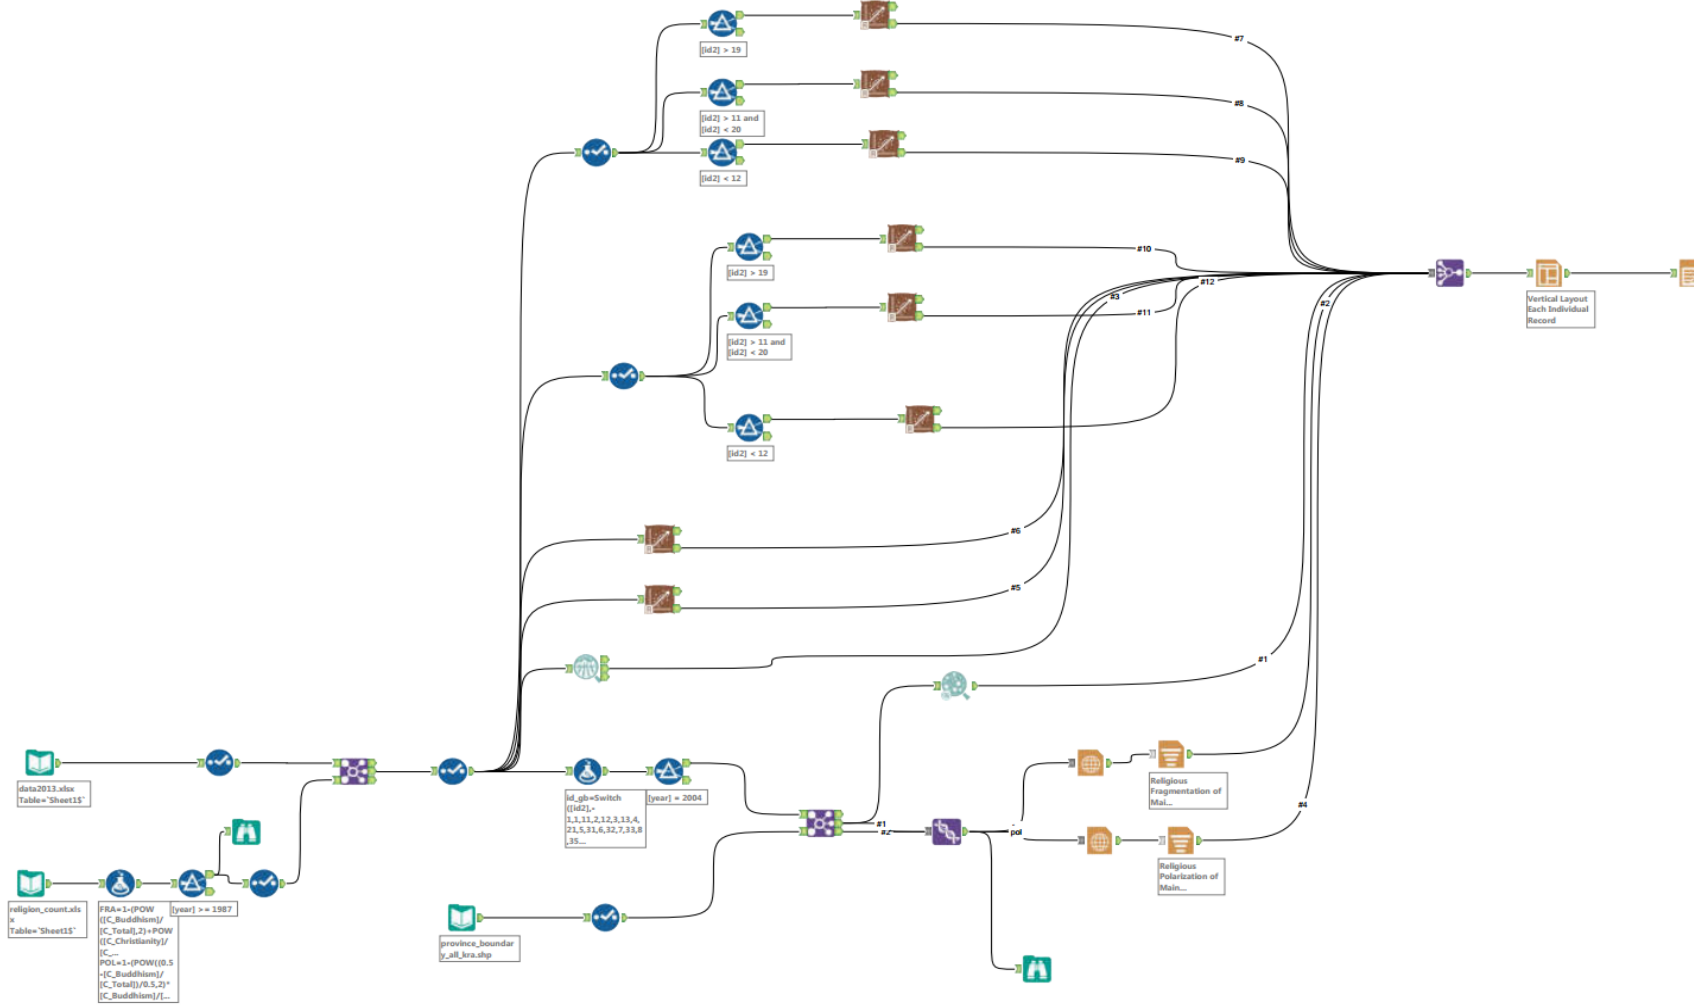 [id2] > 19
#7
[id2] > 11 and
[id2] < 20
#8
[id2] < 12
#9
[id2] > 19
#10
[id2] > 11 and
[id2] < 20
#11
#3
#12
#2
Vertical Layout
Each Individual
Record
[id2] < 12
#6
#5
#1
data2013.xlsx
Table=`Sheet1$`
id_gb=Switch
([id2],-
1,1,11,2,12,3,13,4,
21,5,31,6,32,7,33,8
,35...
[year] = 2004
#1
#2
pol
Religious
Fragmentation of
Mai...
#4
Religious
Polarization of
Main...
religion_count.xls
x
Table=`Sheet1$`
FRA=1-(POW
([C_Buddhism]/
[C_Total],2)+POW
([C_Christianity]/
[C_...
POL=1-(POW((0.5
-[C_Buddhism]/
[C_Total])/0.5,2)*
[C_Buddhism]/[...
[year] >= 1987
province_boundar
y_all_kra.shp